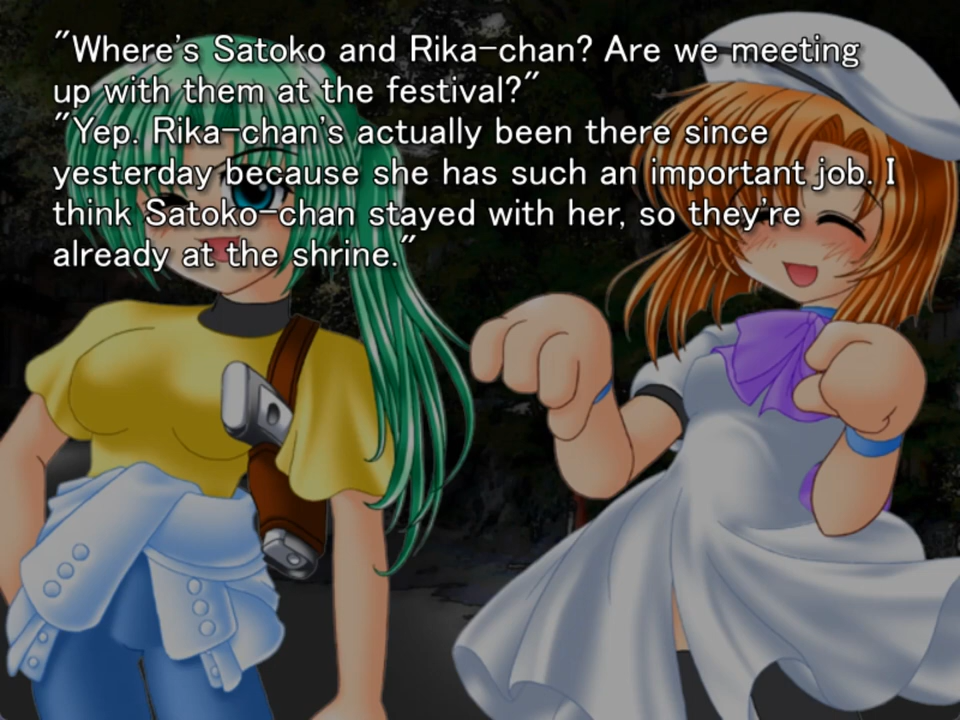 "Where's Satoko and Rika-chan? Are we meeting
up with them at the festival?"
"Yep. Rika-chan's actually been there since
yesterday because she has such an important job. I
think Satoko-chan stayed with her, so they're
already at the shrine."